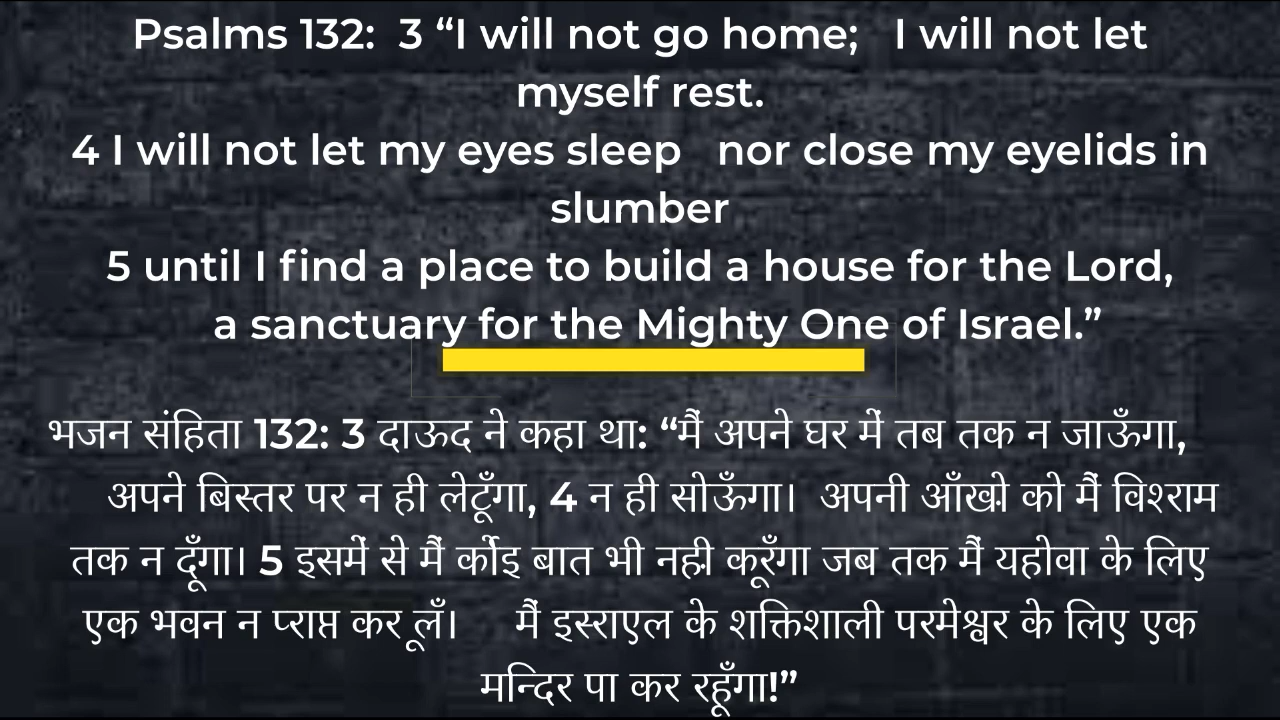 Psalms 132:  3 “I will not go home;   I will not let
myself rest.
4 I will not let my eyes sleep   nor close my eyelids in
slumber
5 until I find a place to build a house for the Lord,
a sanctuary for the Mighty One of Israel.”
भजन संहिता 132: 3 दाऊद ने कहा था: “मैं अपने घर में तब तक न जाऊँगा,
अपने बिस्तर पर न ही लेटूँगा, 4 न ही सोऊँगा।  अपनी आँखों को मैं विश्राम
तक न दूँगा। 5 इसमें से मैं कोई बात भी नहीं करूँगा जब तक मैं यहोवा के लिए
एक भवन न प्राप्त कर लूँ।     मैं इस्राएल के शक्तिशाली परमेश्वर के लिए एक
मन्दिर पा कर रहूँगा!”